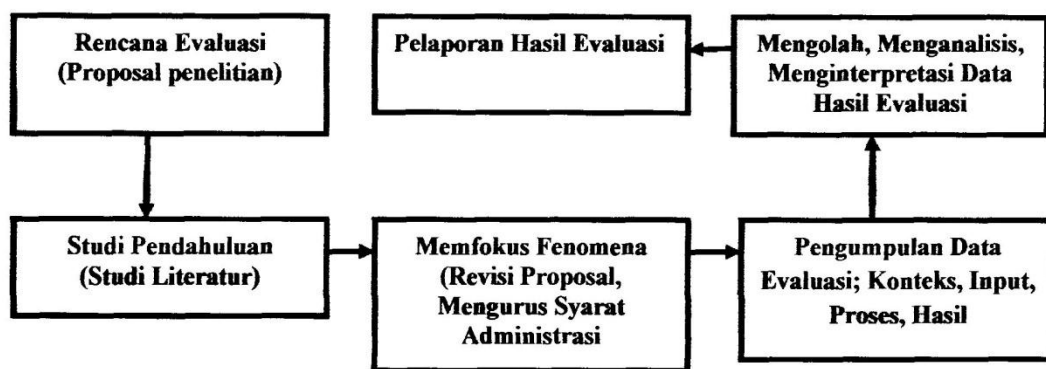 Rencana Evaluasi
(Proposal penelitian)
Pelaporan Hasil Evaluasi
Mengolah, Menganalisis,
Menginterpretasi Data
Hasil Evaluasi
Studi Pendahuluan
(Studi Literatur)
Memfokus Fenomena
(Revisi Proposal,
Mengurus Syarat
Administrasi
Pengumpulan Data
Evaluasi; Konteks, Input,
Proses, Hasil